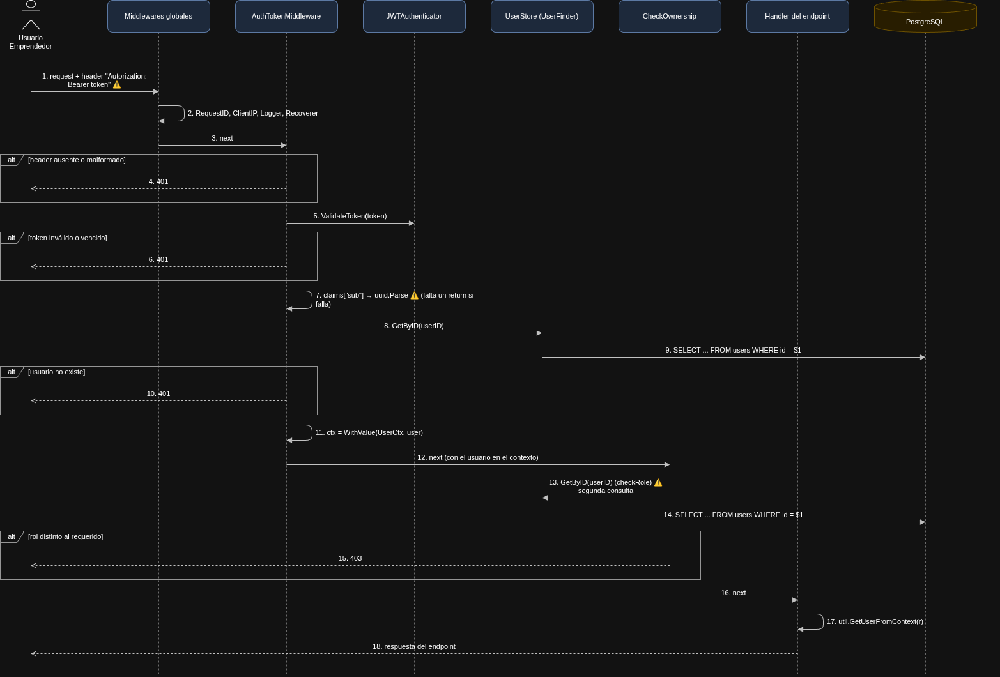 Usuario
Emprendedor
Middlewares globales
AuthTokenMiddleware
JWTAuthenticator
UserStore (UserFinder)
CheckOwnership
Handler del endpoint
PostgreSQL
1. request + header "Autorization:
Bearer token" ⚠️
2. RequestID, ClientIP, Logger, Recoverer
3. next
alt
[header ausente o malformado]
4. 401
5. ValidateToken(token)
alt
[token inválido o vencido]
6. 401
7. claims["sub"] → uuid.Parse ⚠️ (falta un return si
falla)
8. GetByID(userID)
9. SELECT ... FROM users WHERE id = $1
alt
[usuario no existe]
10. 401
11. ctx = WithValue(UserCtx, user)
12. next (con el usuario en el contexto)
13. GetByID(userID) (checkRole) ⚠️
segunda consulta
14. SELECT ... FROM users WHERE id = $1
alt
[rol distinto al requerido]
15. 403
16. next
17. util.GetUserFromContext(r)
18. respuesta del endpoint